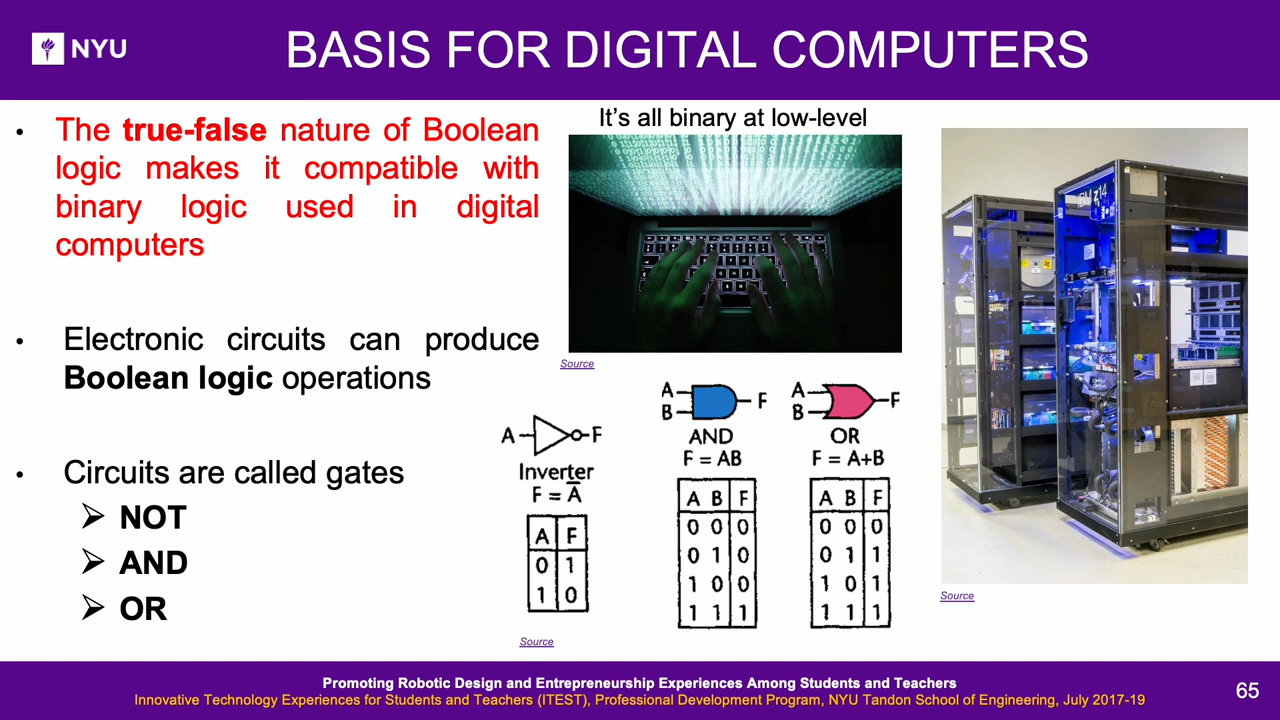 NYU
BASIS FOR DIGITAL COMPUTERS
• The true-false nature of Boolean
logic makes it compatible with
binary logic used in digital
computers
• Electronic circuits can produce
Boolean logic operations
• Circuits are called gates
➢ NOT
➢ AND
➢ OR
It's all binary at low-level
Source
A F
Inverter
F = A̅
A F
0 1
1 0
Source
A
B
F
AND
F = AB
A B F
0 0 0
0 1 0
1 0 0
1 1 1
A
B
F
OR
F = A+B
A B F
0 0 0
0 1 1
1 0 1
1 1 1
z14
Source
Promoting Robotic Design and Entrepreneurship Experiences Among Students and Teachers
Innovative Technology Experiences for Students and Teachers (ITEST), Professional Development Program, NYU Tandon School of Engineering, July 2017-19
65